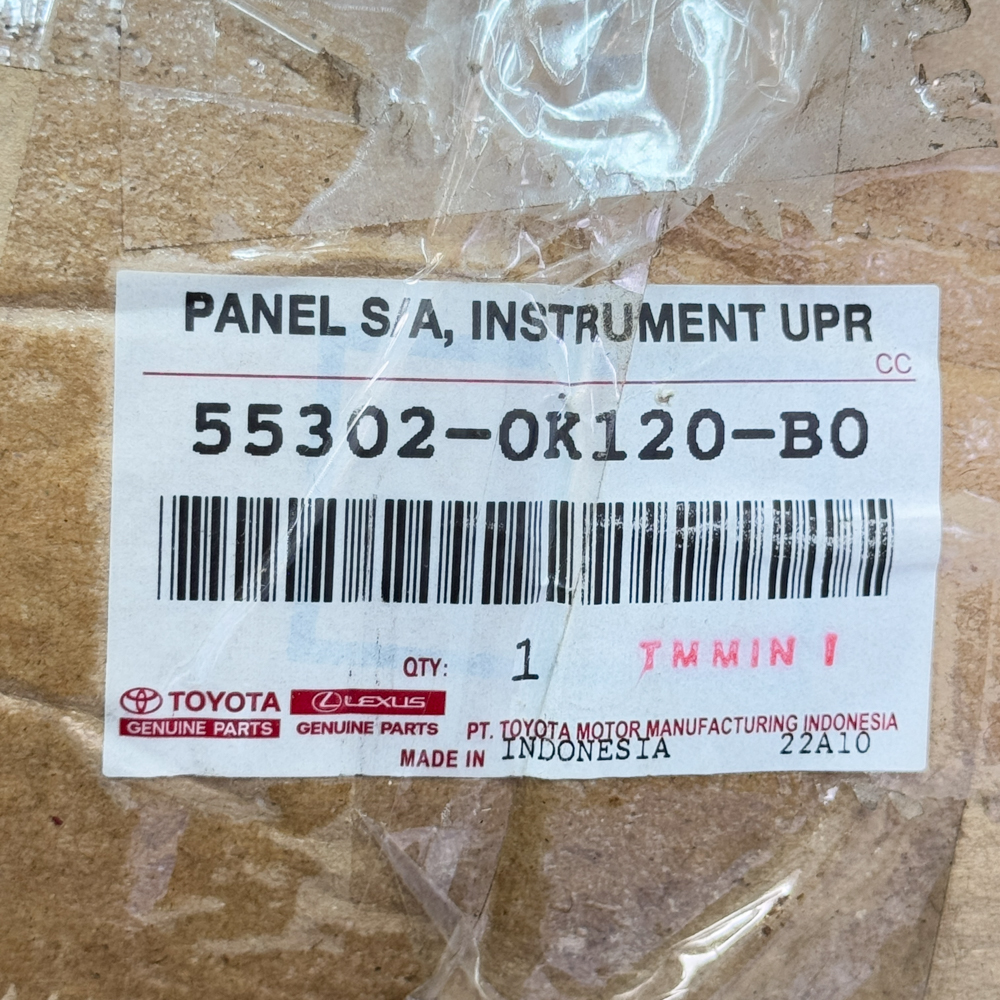 PANEL S/A, INSTRUMENT UPR
CC
55302-0K120-B0
QTY: 1 TMMIN 1
TOYOTA LEXUS
GENUINE PARTS GENUINE PARTS
PT. TOYOTA MOTOR MANUFACTURING INDONESIA
MADE IN INDONESIA 22A10